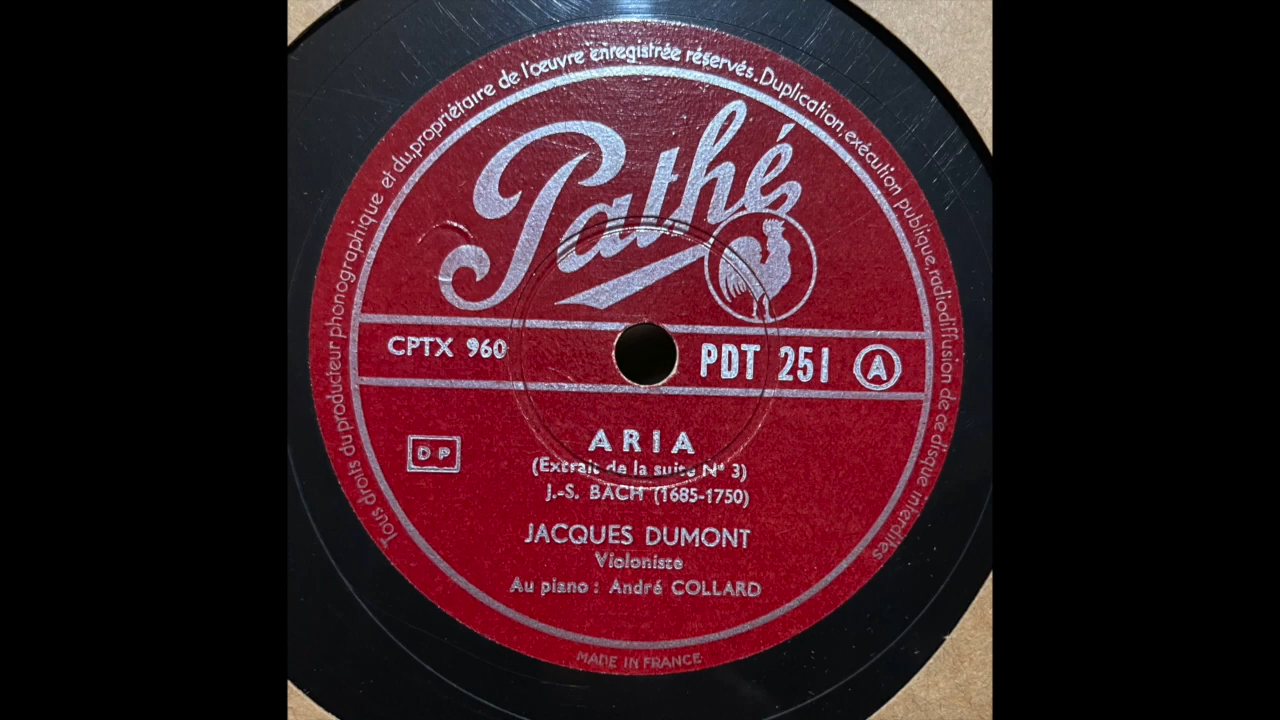 Tous droits du producteur phonographique et du propriétaire de l'œuvre enregistrée réservés. Duplication, exécution publique, radiodiffusion de ce disque interdites
Pathé
CPTX 960
PDT 251 A
DP
ARIA
(Extrait de la suite N° 3)
J.-S. BACH (1685-1750)
JACQUES DUMONT
Violoniste
Au piano : André COLLARD
MADE IN FRANCE